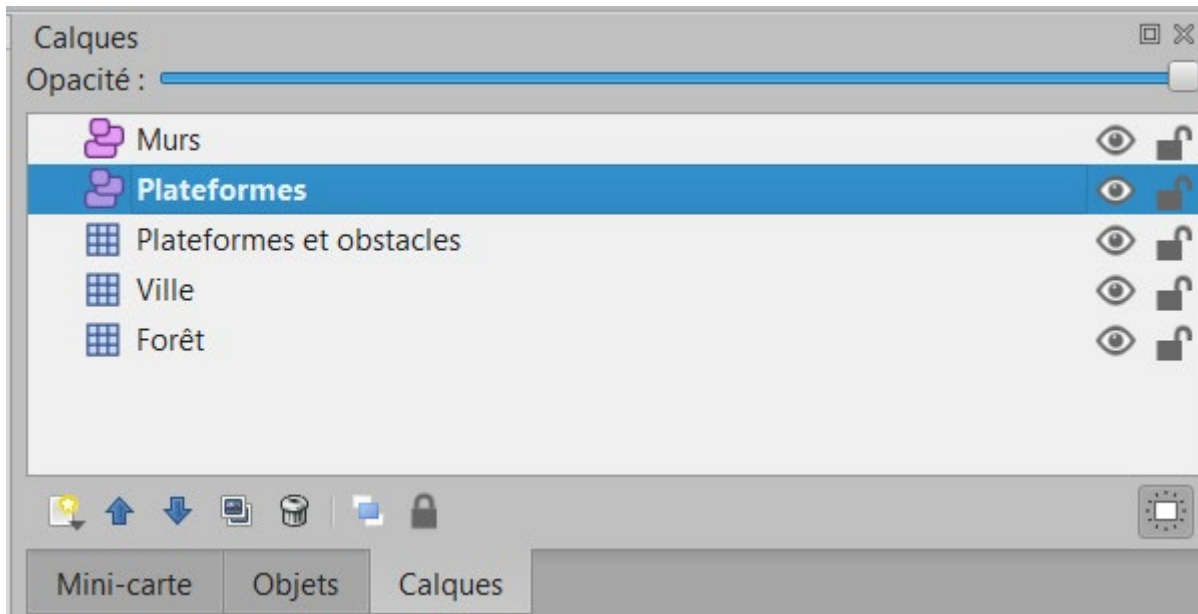 Calques
Opacité :
Murs
Plateformes
Plateformes et obstacles
Ville
Forêt
Mini-carte Objets Calques